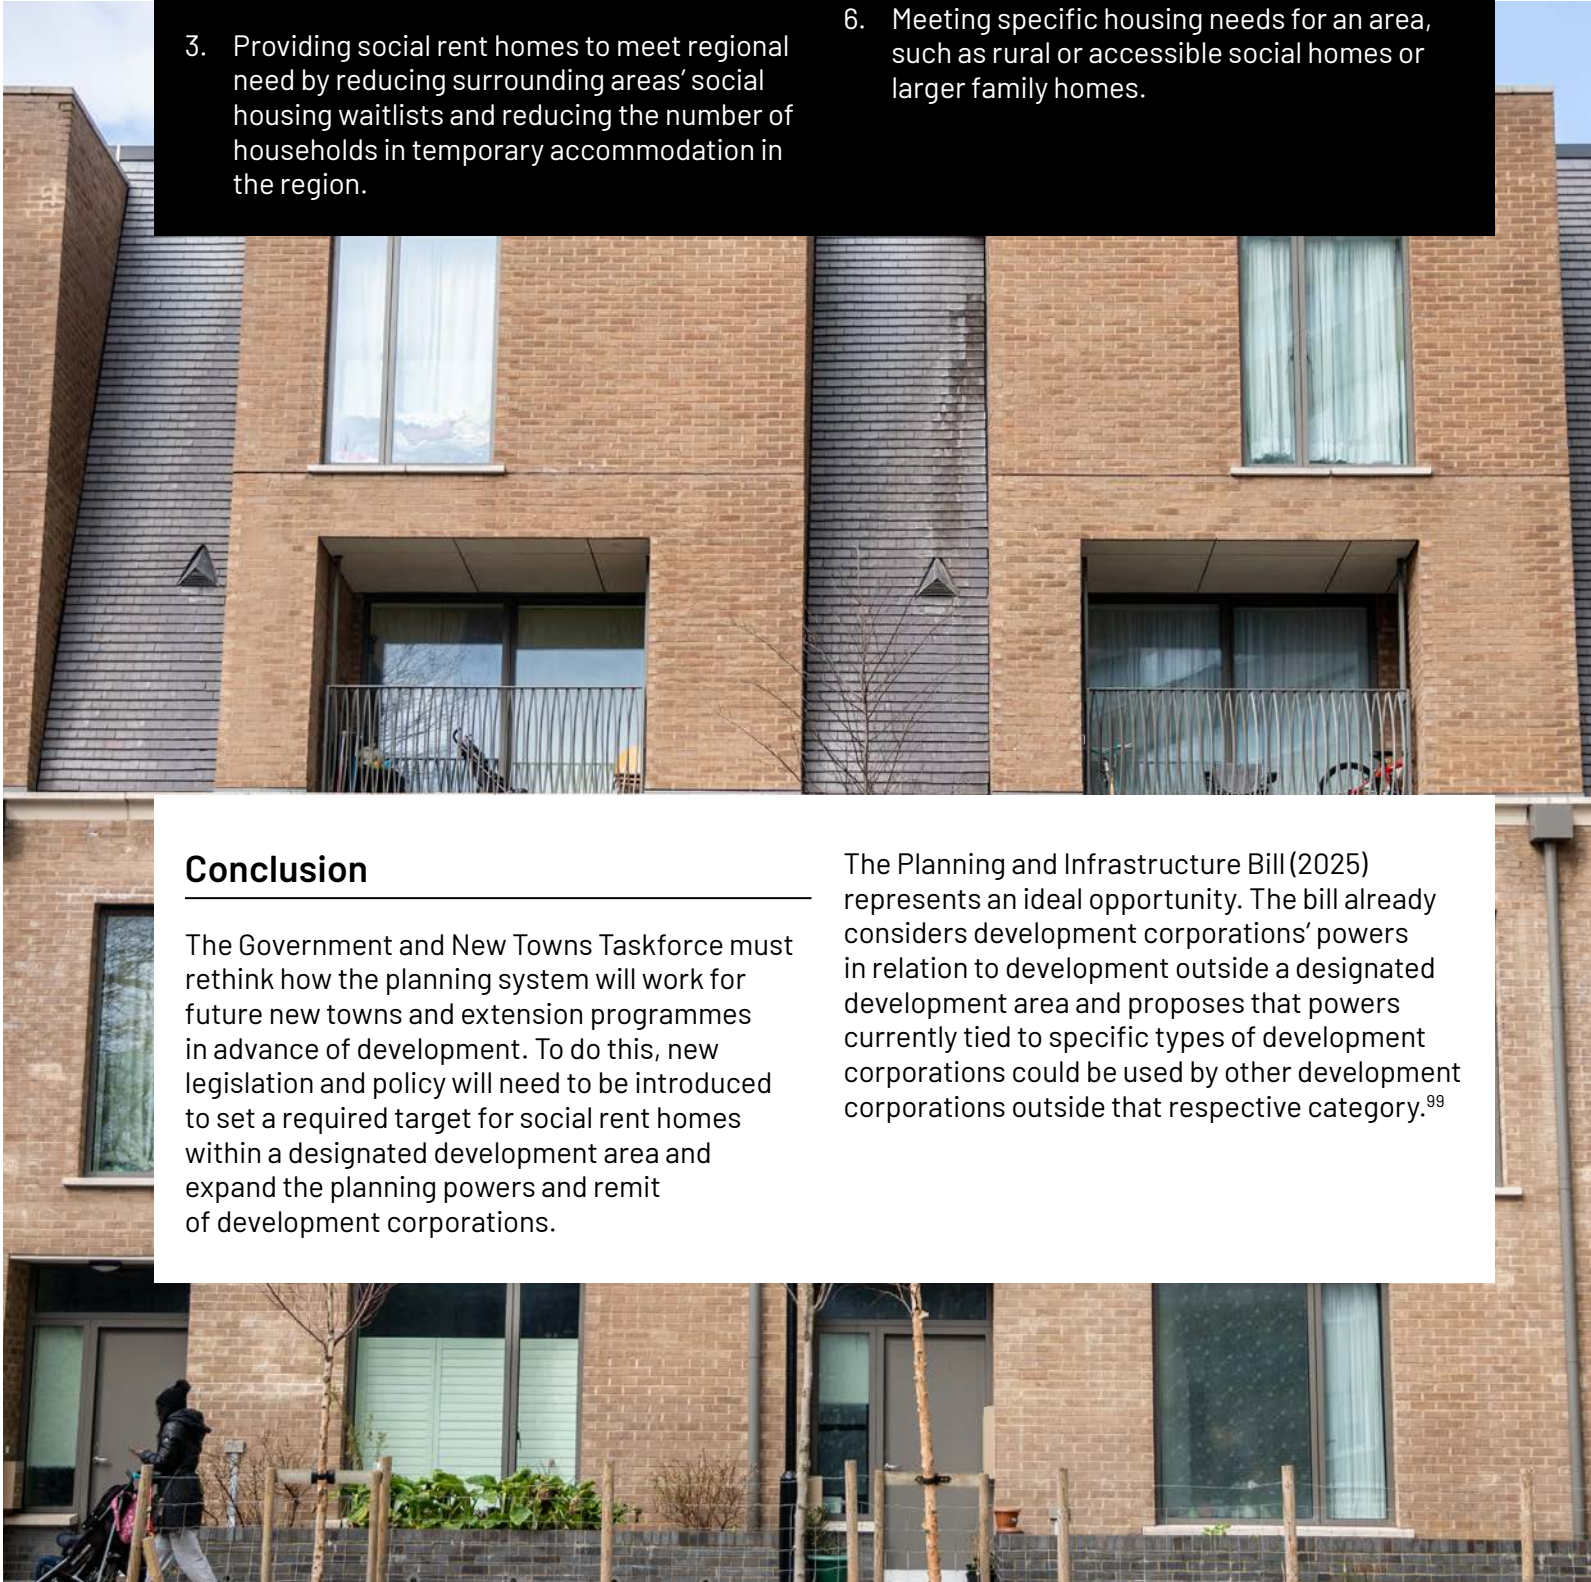 3. Providing social rent homes to meet regional
need by reducing surrounding areas’ social
housing waitlists and reducing the number of
households in temporary accommodation in
the region.
6. Meeting specific housing needs for an area,
such as rural or accessible social homes or
larger family homes.
Conclusion
The Government and New Towns Taskforce must
rethink how the planning system will work for
future new towns and extension programmes
in advance of development. To do this, new
legislation and policy will need to be introduced
to set a required target for social rent homes
within a designated development area and
expand the planning powers and remit
of development corporations.
The Planning and Infrastructure Bill (2025)
represents an ideal opportunity. The bill already
considers development corporations’ powers
in relation to development outside a designated
development area and proposes that powers
currently tied to specific types of development
corporations could be used by other development
corporations outside that respective category.99